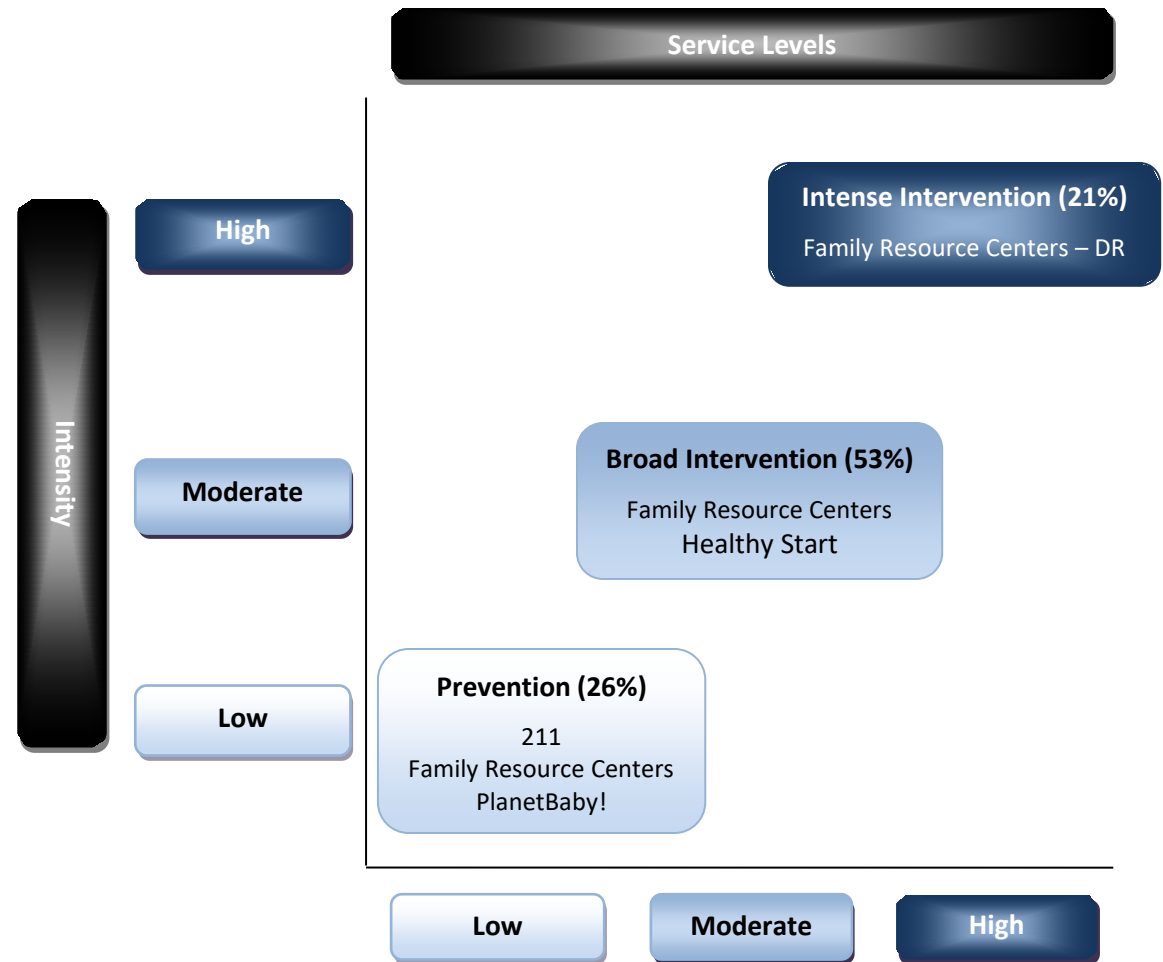 Service Levels
Intense Intervention (21%)
Family Resource Centers – DR
High
Intensity
Moderate
Broad Intervention (53%)
Family Resource Centers
Healthy Start
Low
Prevention (26%)
211
Family Resource Centers
PlanetBaby!
Low
Moderate
High